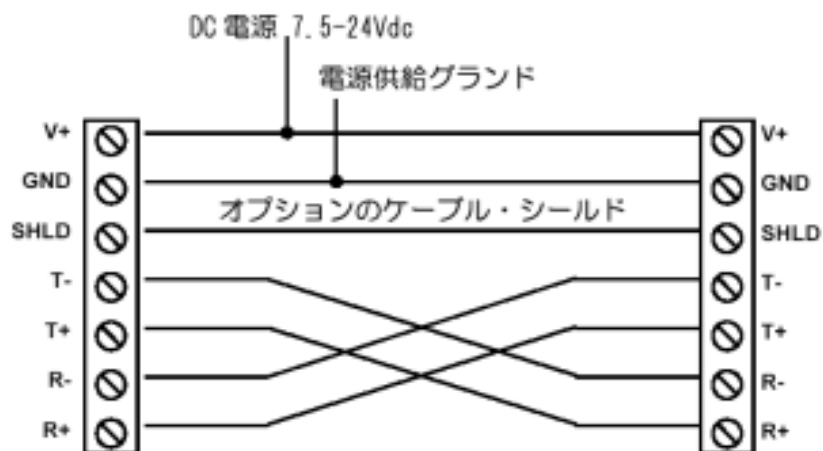 DC 電源 7.5-24Vdc
電源供給グランド
V+ V+
GND GND
オプションのケーブル・シールド
SHLD SHLD
T- T-
T+ T+
R- R-
R+ R+